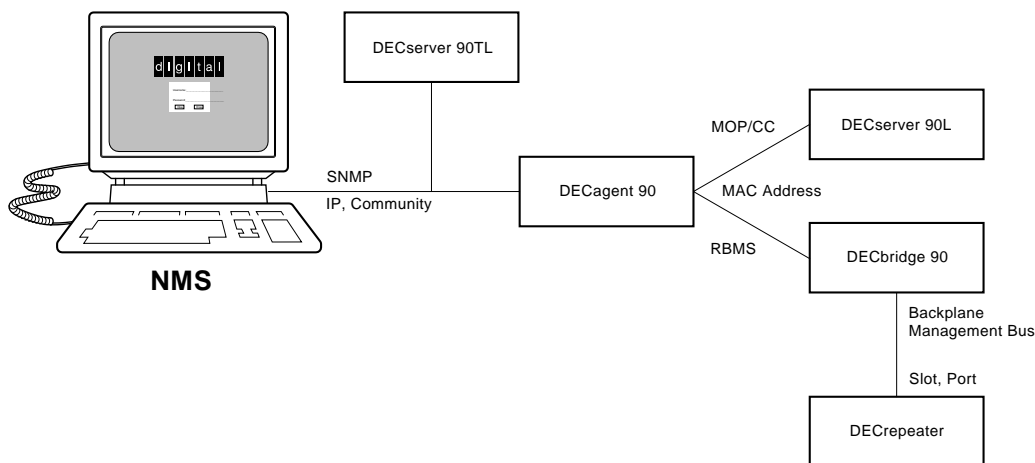 digital
DECserver 90TL
MOP/CC
DECserver 90L
SNMP
IP, Community
DECagent 90
MAC Address
RBMS
DECbridge 90
NMS
Backplane
Management Bus
Slot, Port
DECrepeater